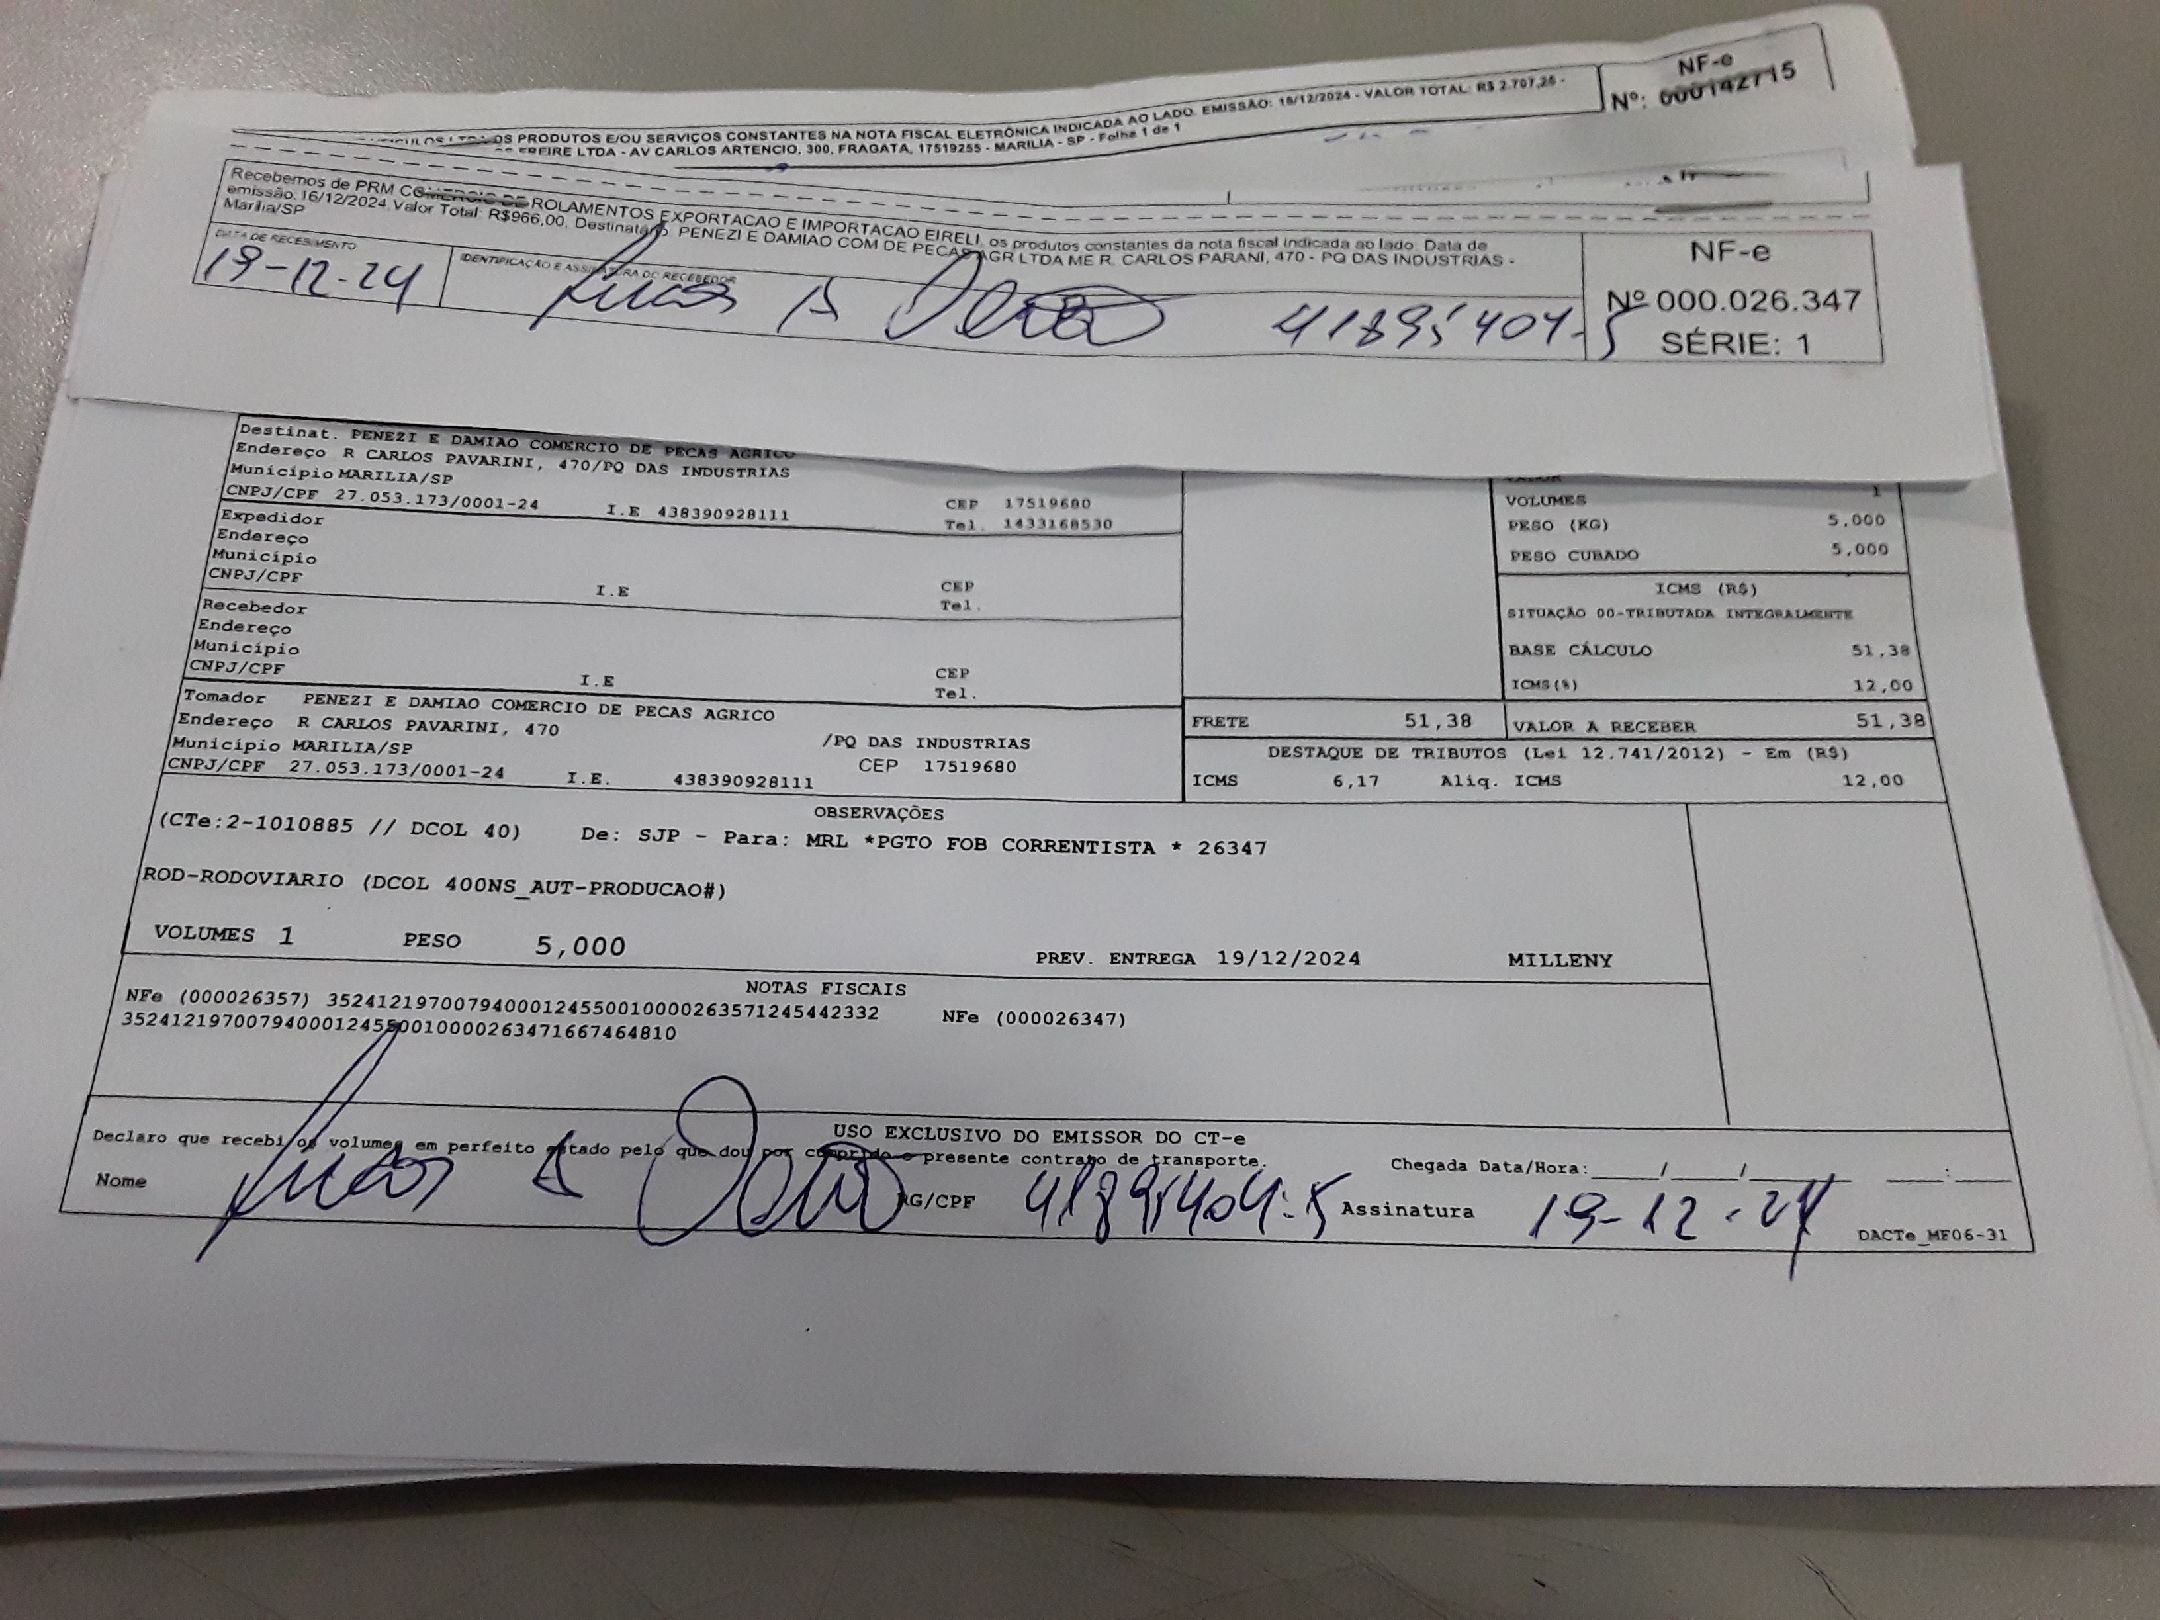 NF-e
Nº: 000142715
OS PRODUTOS E/OU SERVIÇOS CONSTANTES NA NOTA FISCAL ELETRÔNICA INDICADA AO LADO. EMISSÃO: 18/12/2024 - VALOR TOTAL: R$ 2.707,25 -
FREIRE LTDA - AV CARLOS ARTENCIO, 300, FRAGATA, 17519255 - MARILIA - SP - Folha 1 de 1
Recebemos de PRM COMERCIO DE ROLAMENTOS EXPORTACAO E IMPORTACAO EIRELI, os produtos constantes da nota fiscal indicada ao lado. Data de
emissão: 16/12/2024. Valor Total: R$966,00. Destinatário: PENEZI E DAMIAO COM DE PECAS AGR LTDA ME R. CARLOS PARANI, 470 - PQ DAS INDUSTRIAS -
Marília/SP
DATA DE RECEBIMENTO
19-12-24
IDENTIFICAÇÃO E ASSINATURA DO RECEBEDOR
41895404-5
NF-e
Nº 000.026.347
SÉRIE: 1
Destinat. PENEZI E DAMIAO COMERCIO DE PECAS AGRICO
Endereço R CARLOS PAVARINI, 470/PQ DAS INDUSTRIAS
Município MARILIA/SP
CNPJ/CPF 27.053.173/0001-24 I.E 438390928111
CEP 17519680
Tel. 1433168530
Expedidor
Endereço
Município
CNPJ/CPF I.E
CEP
Tel.
Recebedor
Endereço
Município
CNPJ/CPF I.E
CEP
Tel.
Tomador PENEZI E DAMIAO COMERCIO DE PECAS AGRICO
Endereço R CARLOS PAVARINI, 470 /PQ DAS INDUSTRIAS
Município MARILIA/SP CEP 17519680
CNPJ/CPF 27.053.173/0001-24 I.E. 438390928111
VOLUMES 1
PESO (KG) 5,000
PESO CUBADO 5,000
ICMS (R$)
SITUAÇÃO 00-TRIBUTADA INTEGRALMENTE
BASE CÁLCULO 51,38
ICMS(%) 12,00
FRETE 51,38 VALOR A RECEBER 51,38
DESTAQUE DE TRIBUTOS (Lei 12.741/2012) - Em (R$)
ICMS 6,17 Aliq. ICMS 12,00
OBSERVAÇÕES
(CTe:2-1010885 // DCOL 40) De: SJP - Para: MRL *PGTO FOB CORRENTISTA * 26347
ROD-RODOVIARIO (DCOL 400NS_AUT-PRODUCAO#)
VOLUMES 1 PESO 5,000 PREV. ENTREGA 19/12/2024 MILLENY
NOTAS FISCAIS
NFe (000026357) 35241219700794000124550010000263571245442332 NFe (000026347)
35241219700794000124550010000263471667464810
USO EXCLUSIVO DO EMISSOR DO CT-e
Declaro que recebi os volumes em perfeito estado pelo que dou por cumprido o presente contrato de transporte.
Chegada Data/Hora:____/____/______ ___:___
Nome RG/CPF 41895404-5 Assinatura 19-12-24
DACTe_MF06-31